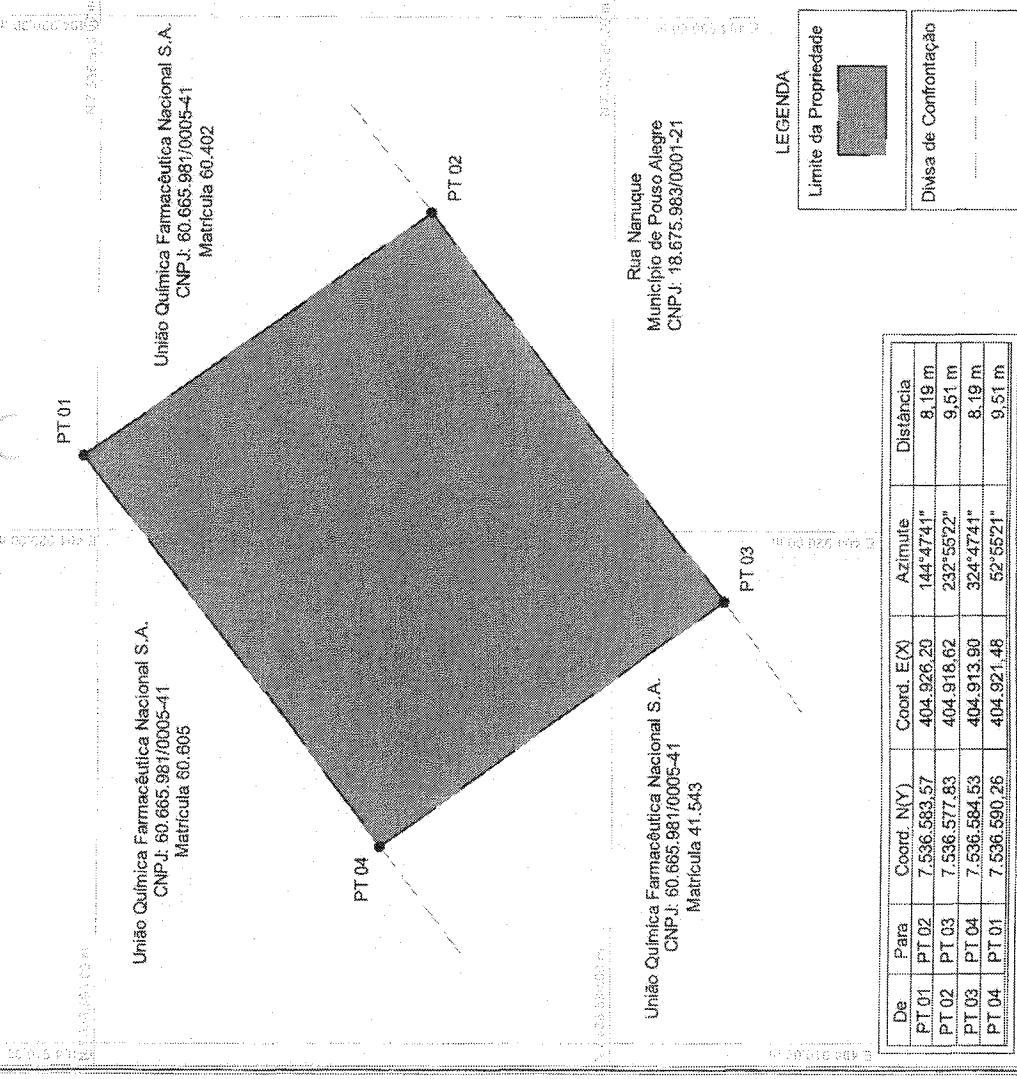 PT 01
União Química Farmacêutica Nacional S.A.
CNPJ: 60.665.981/0005-41
Matrícula 60.402
União Química Farmacêutica Nacional S.A.
CNPJ: 60.665.981/0005-41
Matrícula 60.605
PT 02
PT 04
Rua Nanuque
Município de Pouso Alegre
CNPJ: 18.675.983/0001-21
União Química Farmacêutica Nacional S.A.
CNPJ: 60.665.981/0005-41
Matrícula 41.543
PT 03
LEGENDA
Limite da Propriedade
Divisa de Confrontação
De Para Coord. N(Y) Coord. E(X) Azimute Distância
PT 01 PT 02 7.536.583,57 404.926,20 144°47'41" 8,19 m
PT 02 PT 03 7.536.577,83 404.918,62 232°55'22" 9,51 m
PT 03 PT 04 7.536.584,53 404.913,90 324°47'41" 8,19 m
PT 04 PT 01 7.536.590,26 404.921,48 52°55'21" 9,51 m